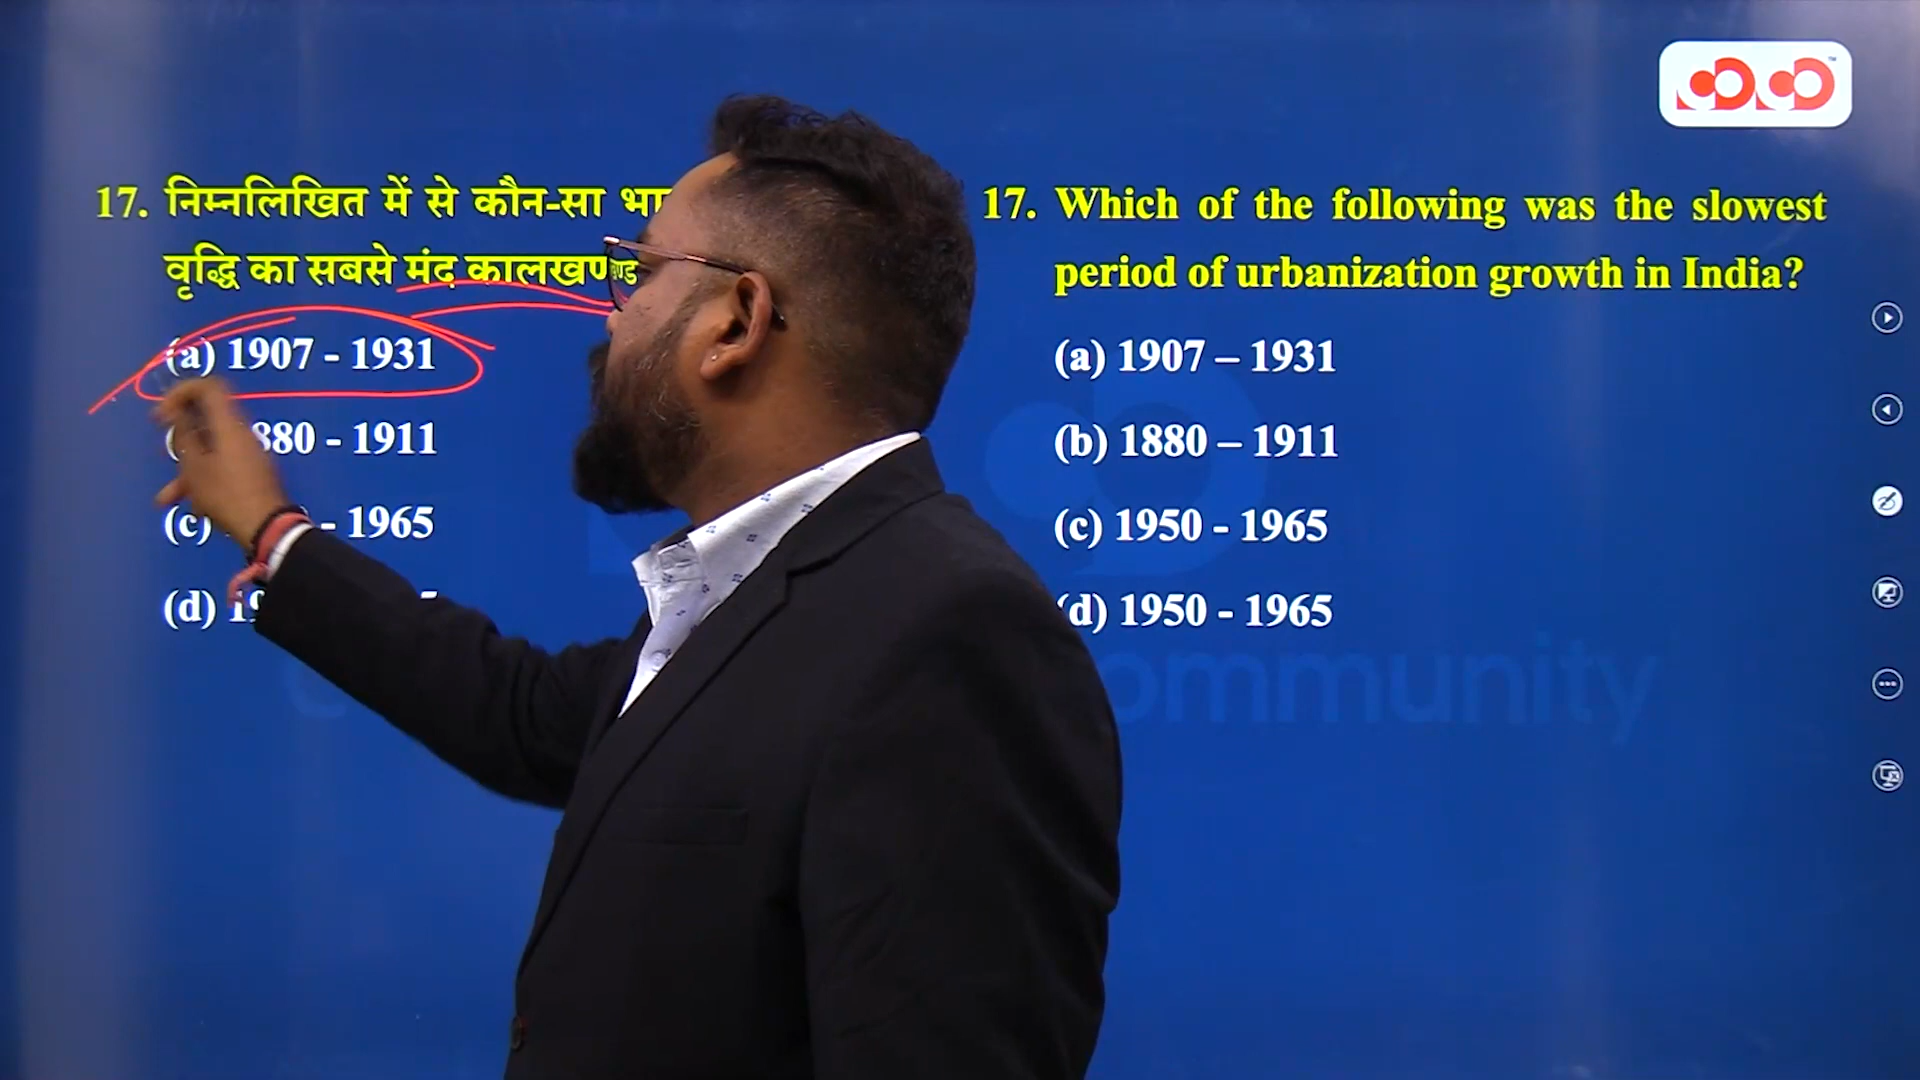 17. निम्नलिखित में से कौन-सा
वृद्धि का सबसे मंद कालखण्ड
(a) 1907 - 1931
- 1911
(c) - 1965
(d)
17. Which of the following was the slowest
period of urbanization growth in India?
(a) 1907 – 1931
(b) 1880 – 1911
(c) 1950 - 1965
d) 1950 - 1965